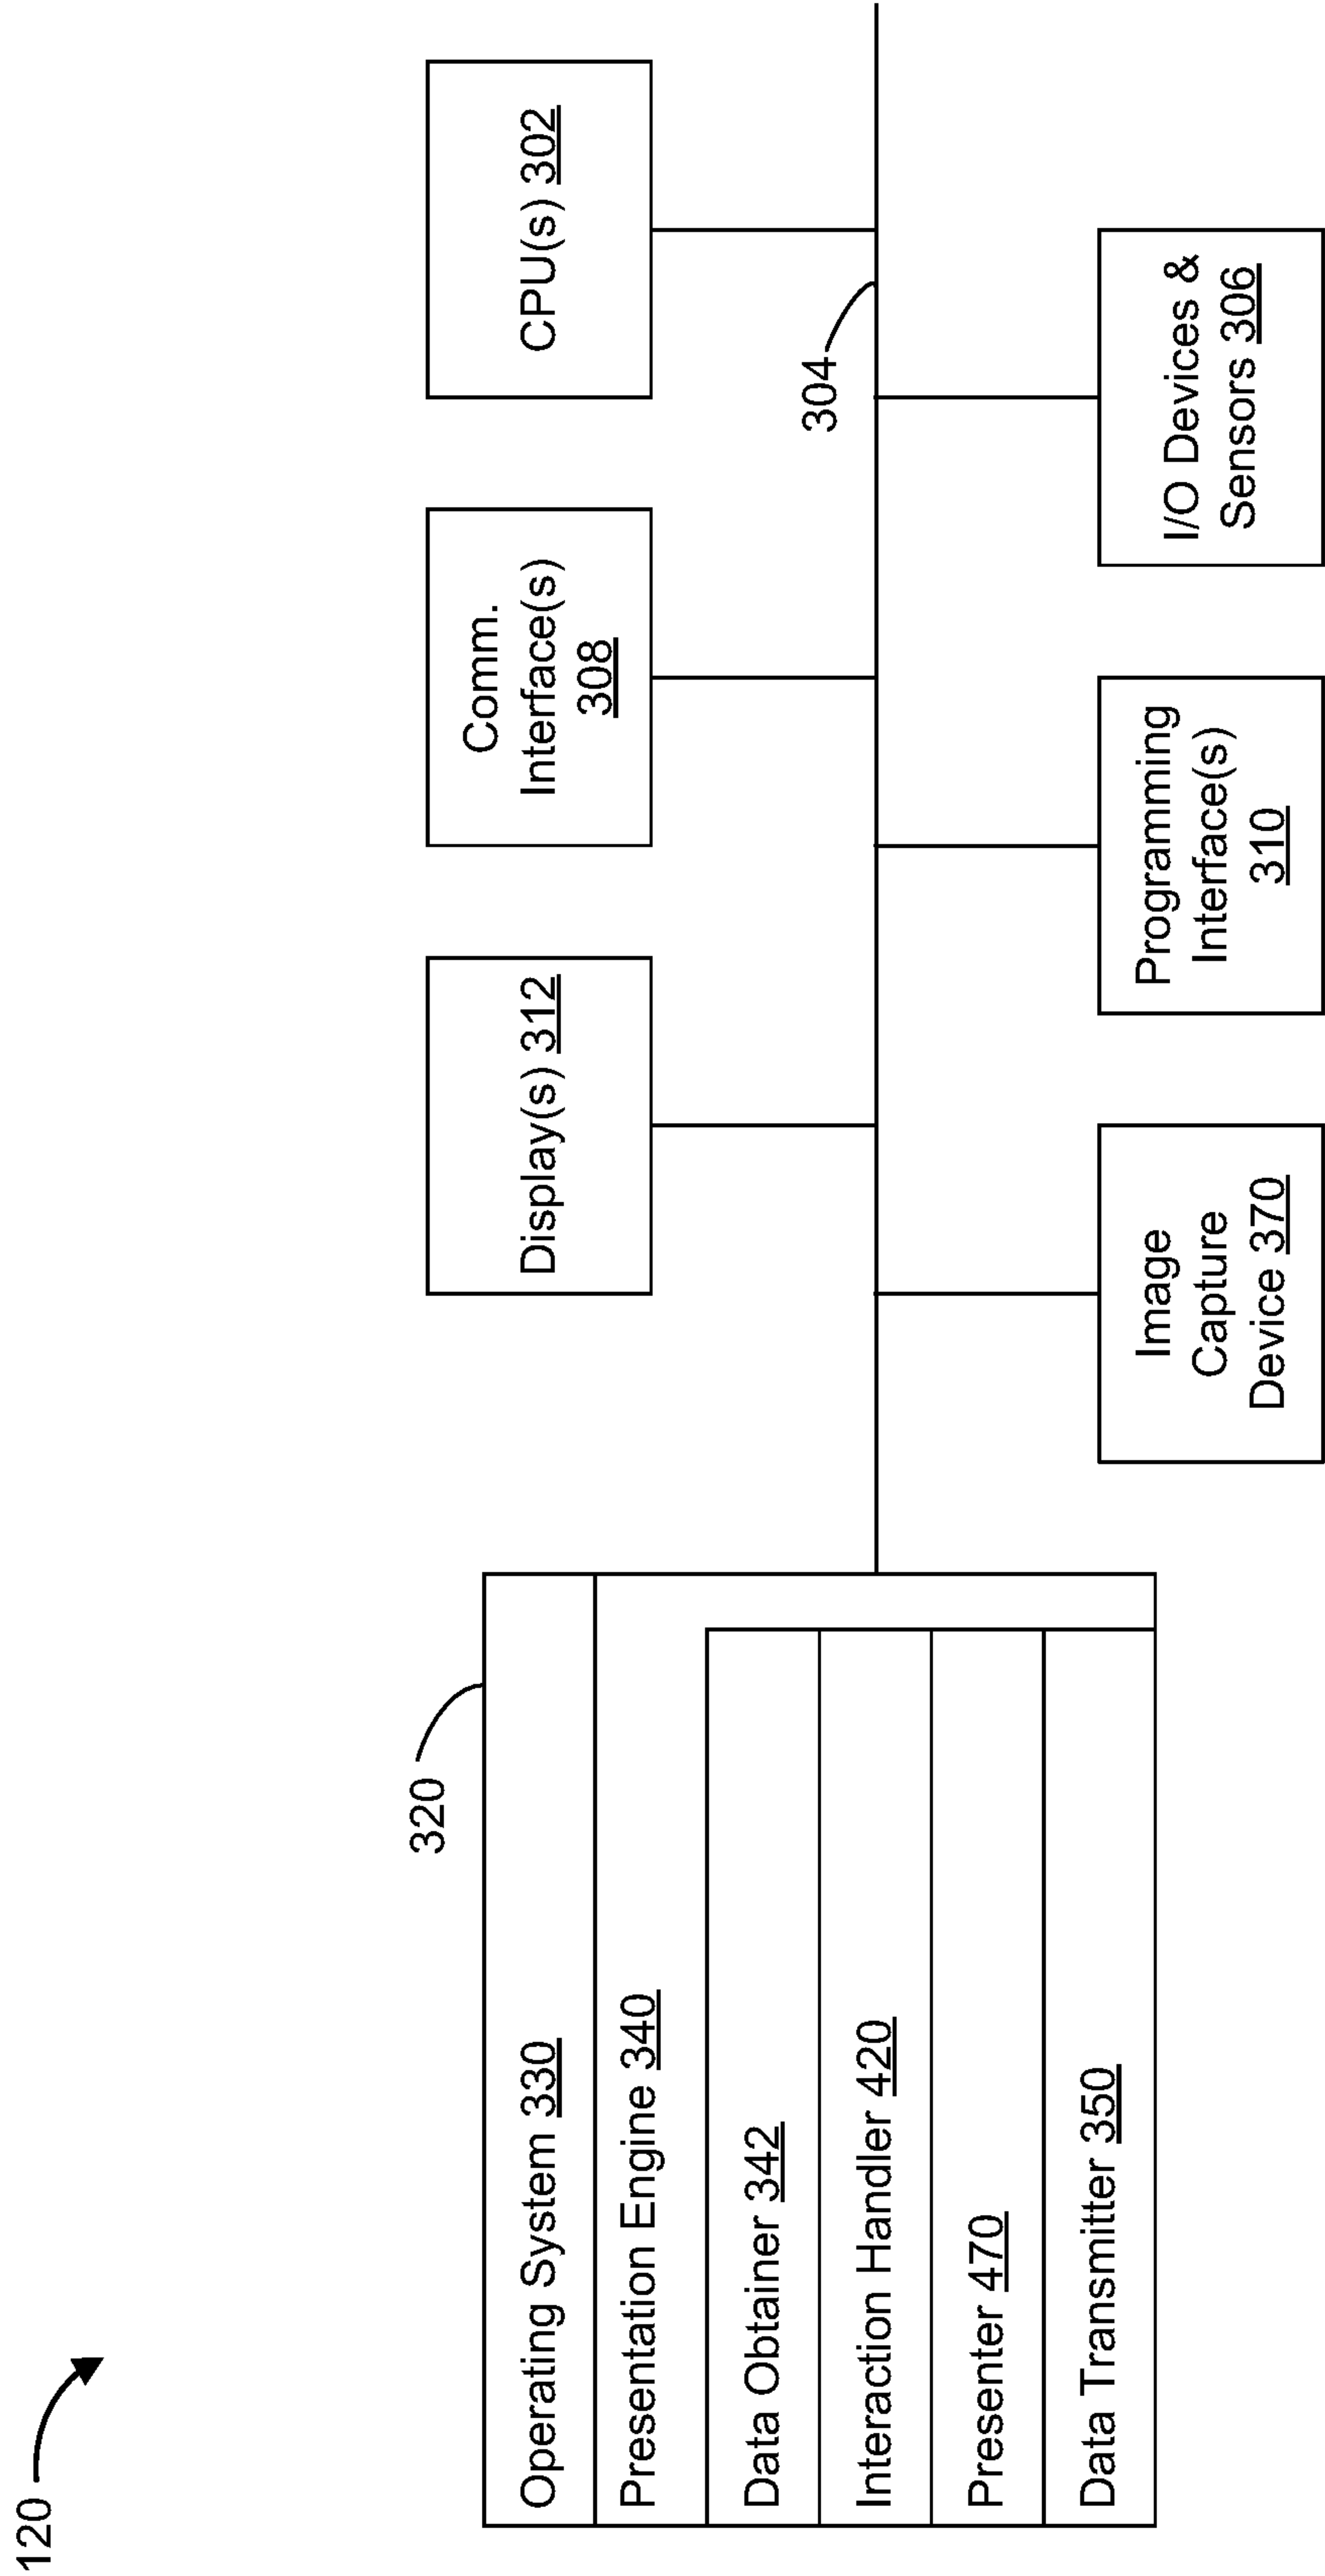 120
320
Operating System 330
Presentation Engine 340
Data Obtainer 342
Interaction Handler 420
Presenter 470
Data Transmitter 350
Display(s) 312
Comm.
Interface(s)
308
CPU(s) 302
304
Image
Capture
Device 370
Programming
Interface(s)
310
I/O Devices &
Sensors 306